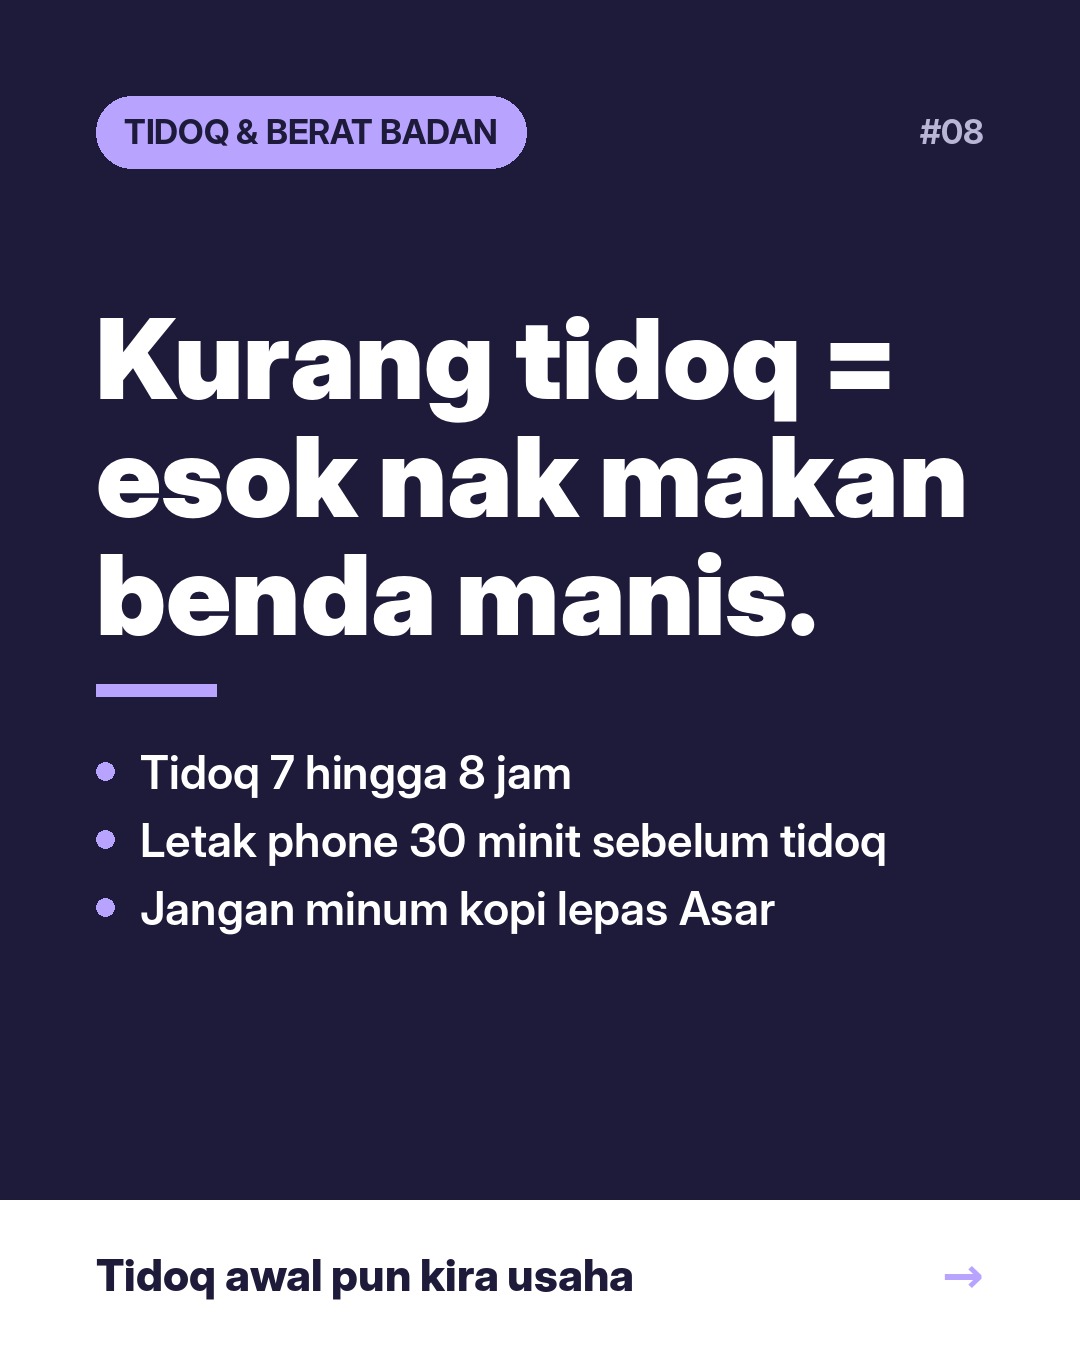 TIDOQ & BERAT BADAN
#08
Kurang tidoq =
esok nak makan
benda manis.
Tidoq 7 hingga 8 jam
Letak phone 30 minit sebelum tidoq
Jangan minum kopi lepas Asar
Tidoq awal pun kira usaha
→